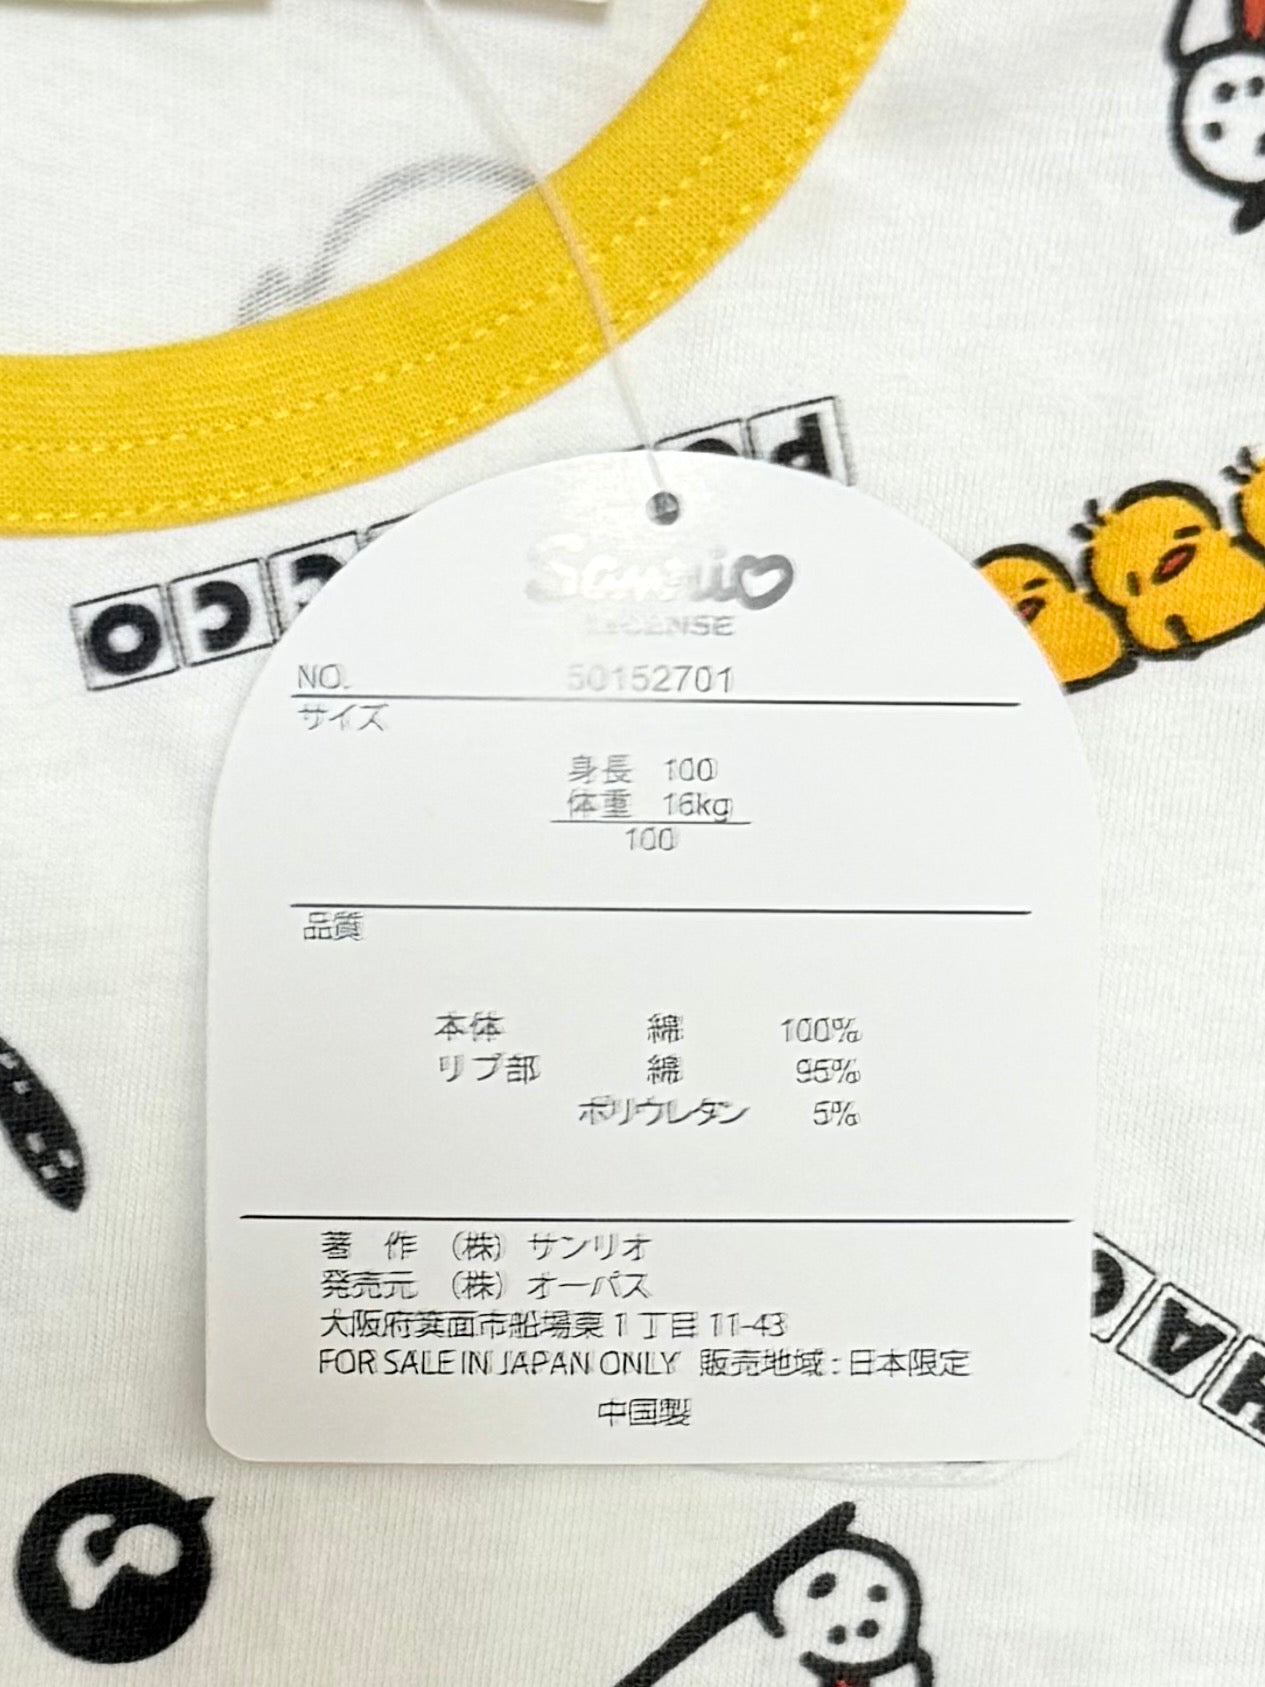 Sanrio
LICENSE
NO. 50152701
サイズ
身長 100
体重 16kg
100
品質
本体 綿 100%
リブ部 綿 95%
ポリウレタン 5%
著 作 （株） サンリオ
発売元 （株） オーパス
大阪府箕面市船場東1丁目11-43
FOR SALE IN JAPAN ONLY 販売地域：日本限定
中国製